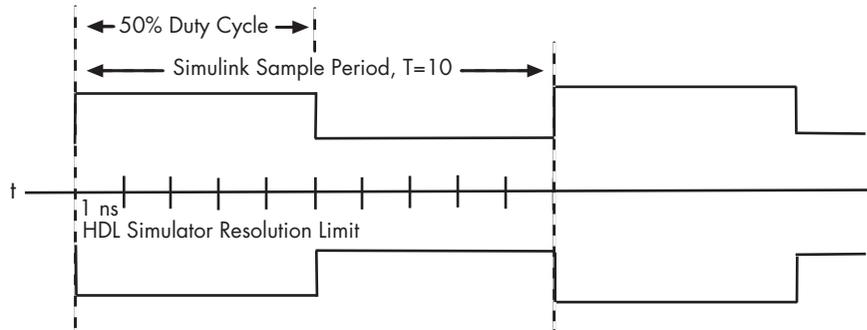 50% Duty Cycle
Simulink Sample Period, T=10
t
1 ns
HDL Simulator Resolution Limit